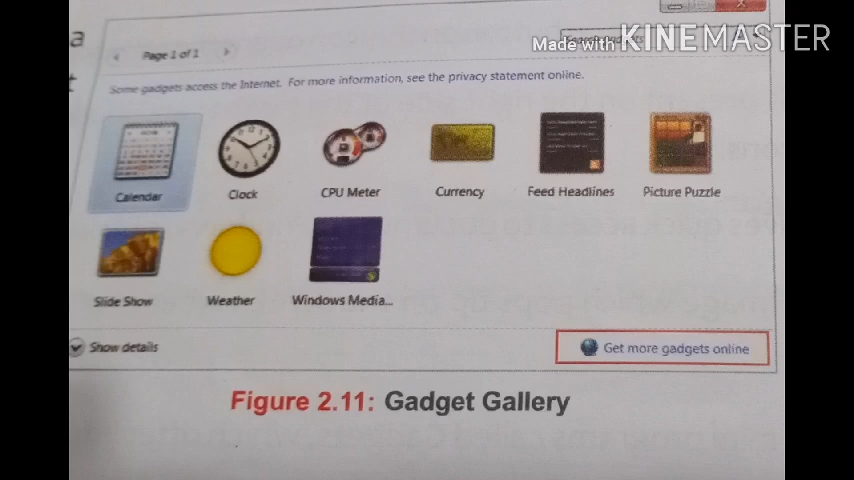 a
Made with KINEMASTER
Page 1 of 1
Search gadgets
t
Some gadgets access the Internet. For more information, see the privacy statement online.
Calendar
Clock
CPU Meter
Currency
Feed Headlines
Picture Puzzle
Slide Show
Weather
Windows Media...
Show details
Get more gadgets online
Figure 2.11: Gadget Gallery